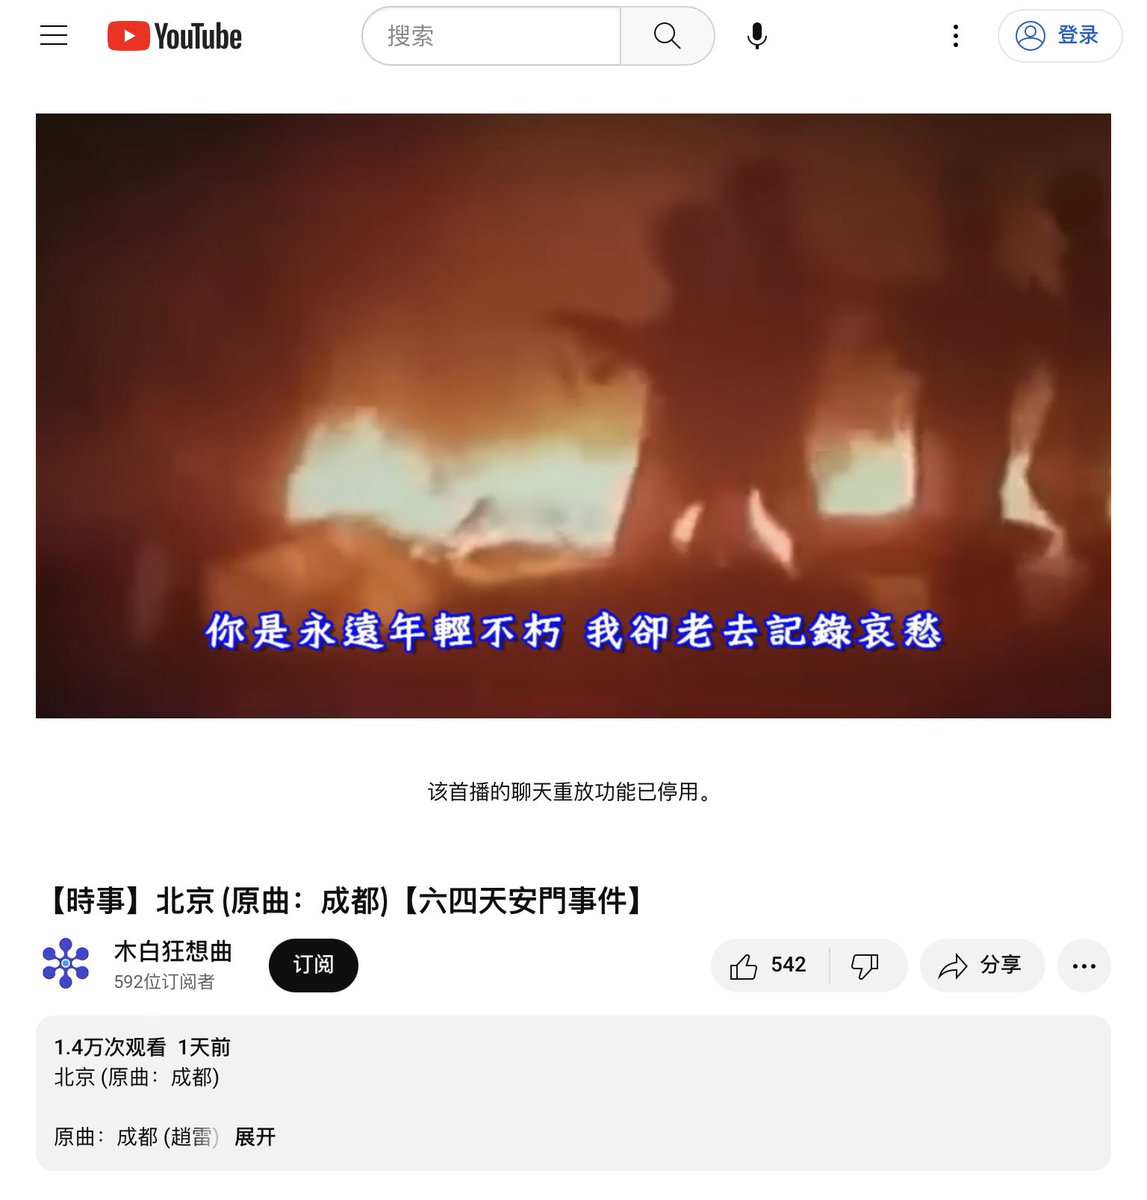 YouTube
搜索
登录
你是永遠年輕不朽 我卻老去記錄哀愁
该首播的聊天重放功能已停用。
【時事】北京 (原曲：成都)【六四天安門事件】
木白狂想曲
592位订阅者
订阅
542
分享
1.4万次观看 1天前
北京 (原曲：成都)
原曲：成都 (趙雷) 展开